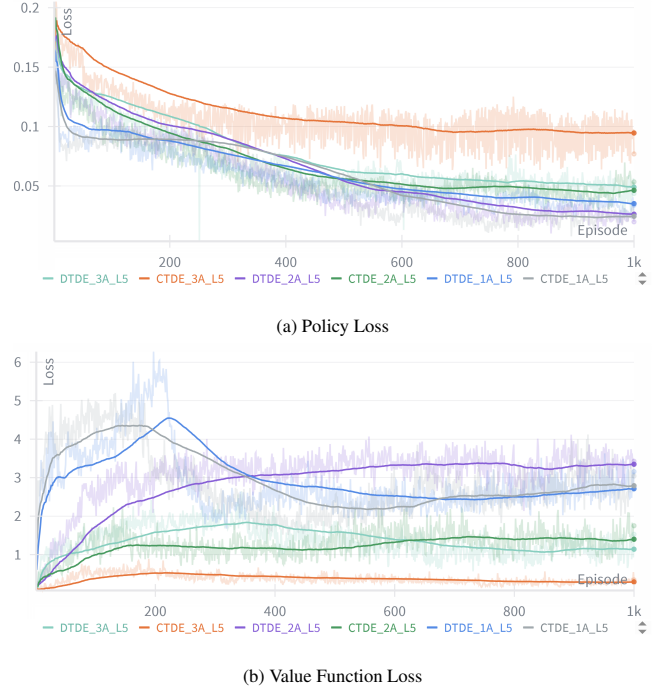 0.2
Loss
0.15
0.1
0.05
Episode
200 400 600 800 1k
DTDE_3A_L5 CTDE_3A_L5 DTDE_2A_L5 CTDE_2A_L5 DTDE_1A_L5 CTDE_1A_L5
(a) Policy Loss
6
Loss
5
4
3
2
1
Episode
200 400 600 800 1k
DTDE_3A_L5 CTDE_3A_L5 DTDE_2A_L5 CTDE_2A_L5 DTDE_1A_L5 CTDE_1A_L5
(b) Value Function Loss